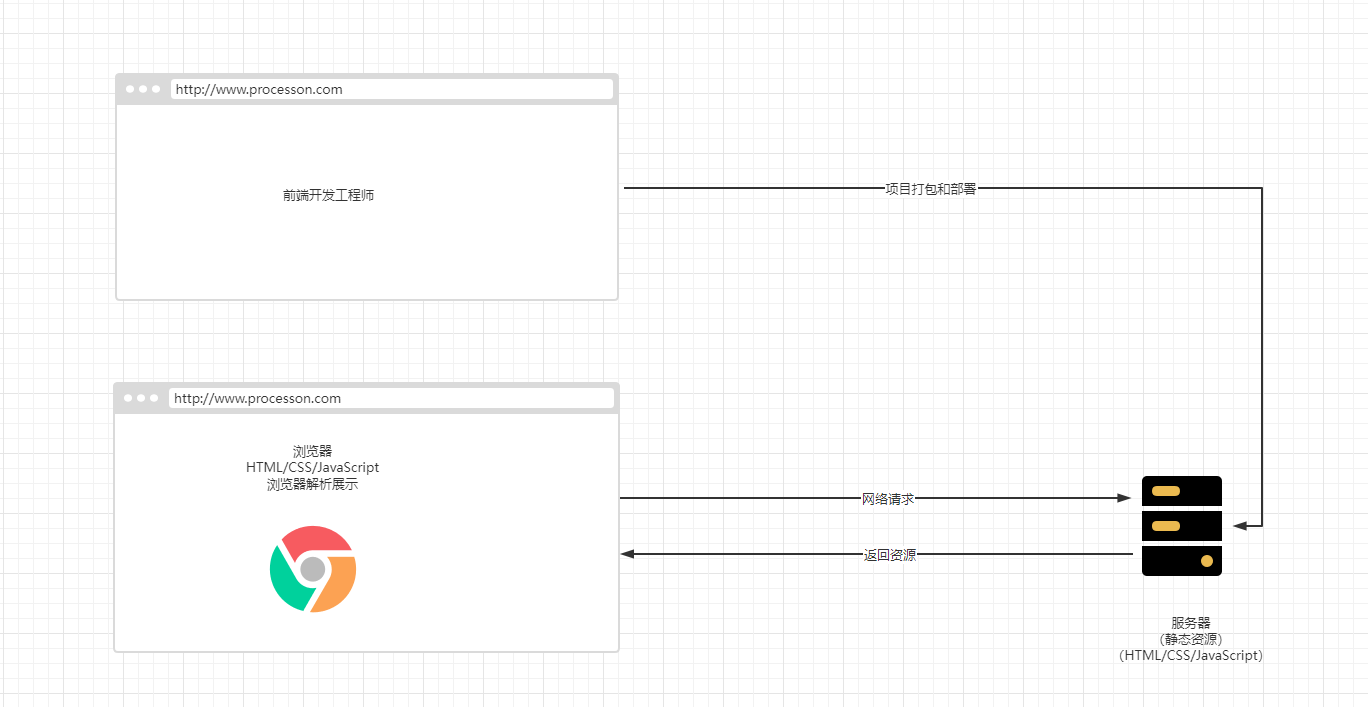 http://www.processon.com
前端开发工程师
项目打包和部署
http://www.processon.com
浏览器
HTML/CSS/JavaScript
浏览器解析展示
网络请求
返回资源
服务器
（静态资源）
（HTML/CSS/JavaScript）